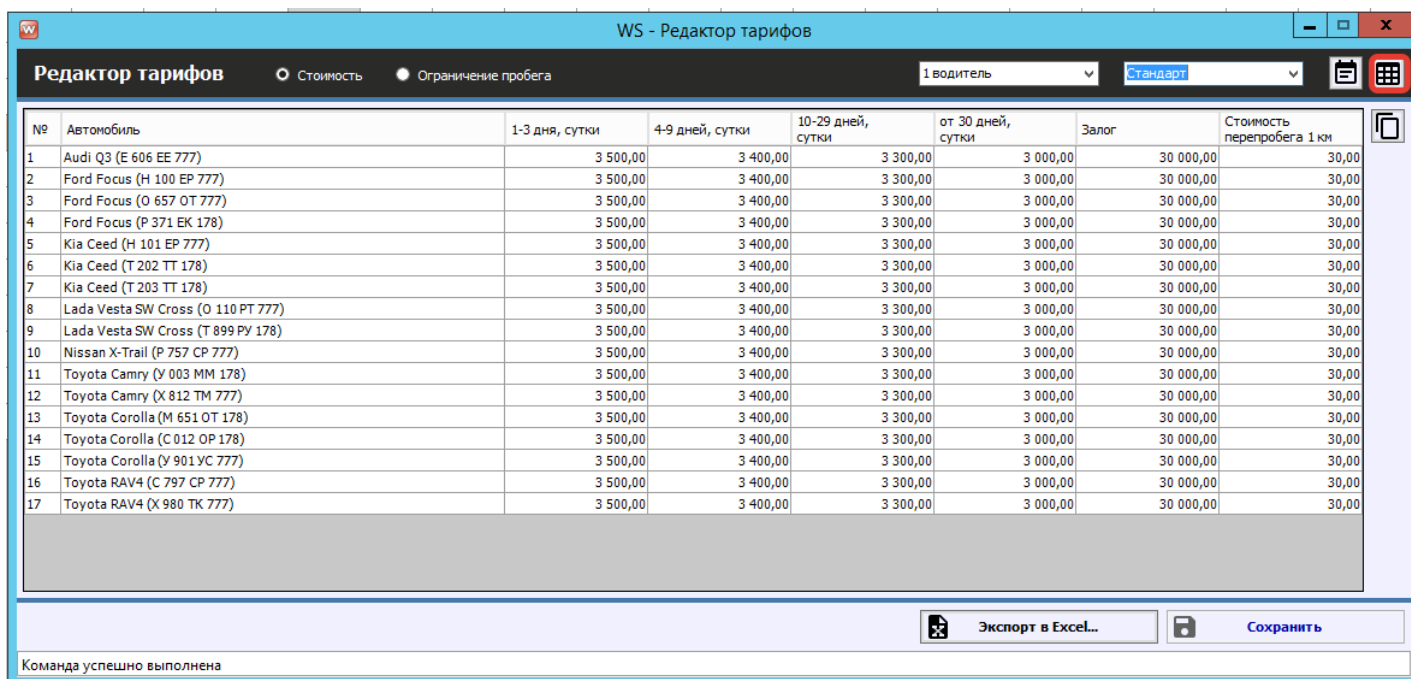 WS - Редактор тарифов
Редактор тарифов Стоимость Ограничение пробега 1 водитель Стандарт
№ Автомобиль 1-3 дня, сутки 4-9 дней, сутки 10-29 дней, сутки от 30 дней, сутки Залог Стоимость перепробега 1 км
1 Audi Q3 (Е 606 ЕЕ 777) 3 500,00 3 400,00 3 300,00 3 000,00 30 000,00 30,00
2 Ford Focus (Н 100 ЕР 777) 3 500,00 3 400,00 3 300,00 3 000,00 30 000,00 30,00
3 Ford Focus (О 657 ОТ 777) 3 500,00 3 400,00 3 300,00 3 000,00 30 000,00 30,00
4 Ford Focus (Р 371 ЕК 178) 3 500,00 3 400,00 3 300,00 3 000,00 30 000,00 30,00
5 Kia Ceed (Н 101 ЕР 777) 3 500,00 3 400,00 3 300,00 3 000,00 30 000,00 30,00
6 Kia Ceed (Т 202 ТТ 178) 3 500,00 3 400,00 3 300,00 3 000,00 30 000,00 30,00
7 Kia Ceed (Т 203 ТТ 178) 3 500,00 3 400,00 3 300,00 3 000,00 30 000,00 30,00
8 Lada Vesta SW Cross (О 110 РТ 777) 3 500,00 3 400,00 3 300,00 3 000,00 30 000,00 30,00
9 Lada Vesta SW Cross (Т 899 РУ 178) 3 500,00 3 400,00 3 300,00 3 000,00 30 000,00 30,00
10 Nissan X-Trail (Р 757 СР 777) 3 500,00 3 400,00 3 300,00 3 000,00 30 000,00 30,00
11 Toyota Camry (У 003 ММ 178) 3 500,00 3 400,00 3 300,00 3 000,00 30 000,00 30,00
12 Toyota Camry (Х 812 ТМ 777) 3 500,00 3 400,00 3 300,00 3 000,00 30 000,00 30,00
13 Toyota Corolla (М 651 ОТ 178) 3 500,00 3 400,00 3 300,00 3 000,00 30 000,00 30,00
14 Toyota Corolla (С 012 ОР 178) 3 500,00 3 400,00 3 300,00 3 000,00 30 000,00 30,00
15 Toyota Corolla (У 901 УС 777) 3 500,00 3 400,00 3 300,00 3 000,00 30 000,00 30,00
16 Toyota RAV4 (С 797 СР 777) 3 500,00 3 400,00 3 300,00 3 000,00 30 000,00 30,00
17 Toyota RAV4 (Х 980 ТК 777) 3 500,00 3 400,00 3 300,00 3 000,00 30 000,00 30,00
Экспорт в Excel... Сохранить
Команда успешно выполнена